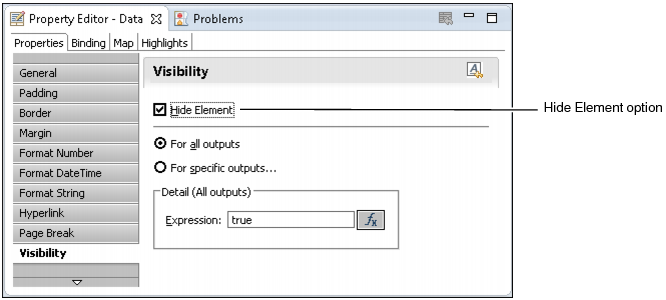 Property Editor - Data
Problems
Properties Binding Map Highlights
General
Padding
Border
Margin
Format Number
Format DateTime
Format String
Hyperlink
Page Break
Visibility
Visibility
Hide Element
Hide Element option
For all outputs
For specific outputs...
Detail (All outputs)
Expression: true fx